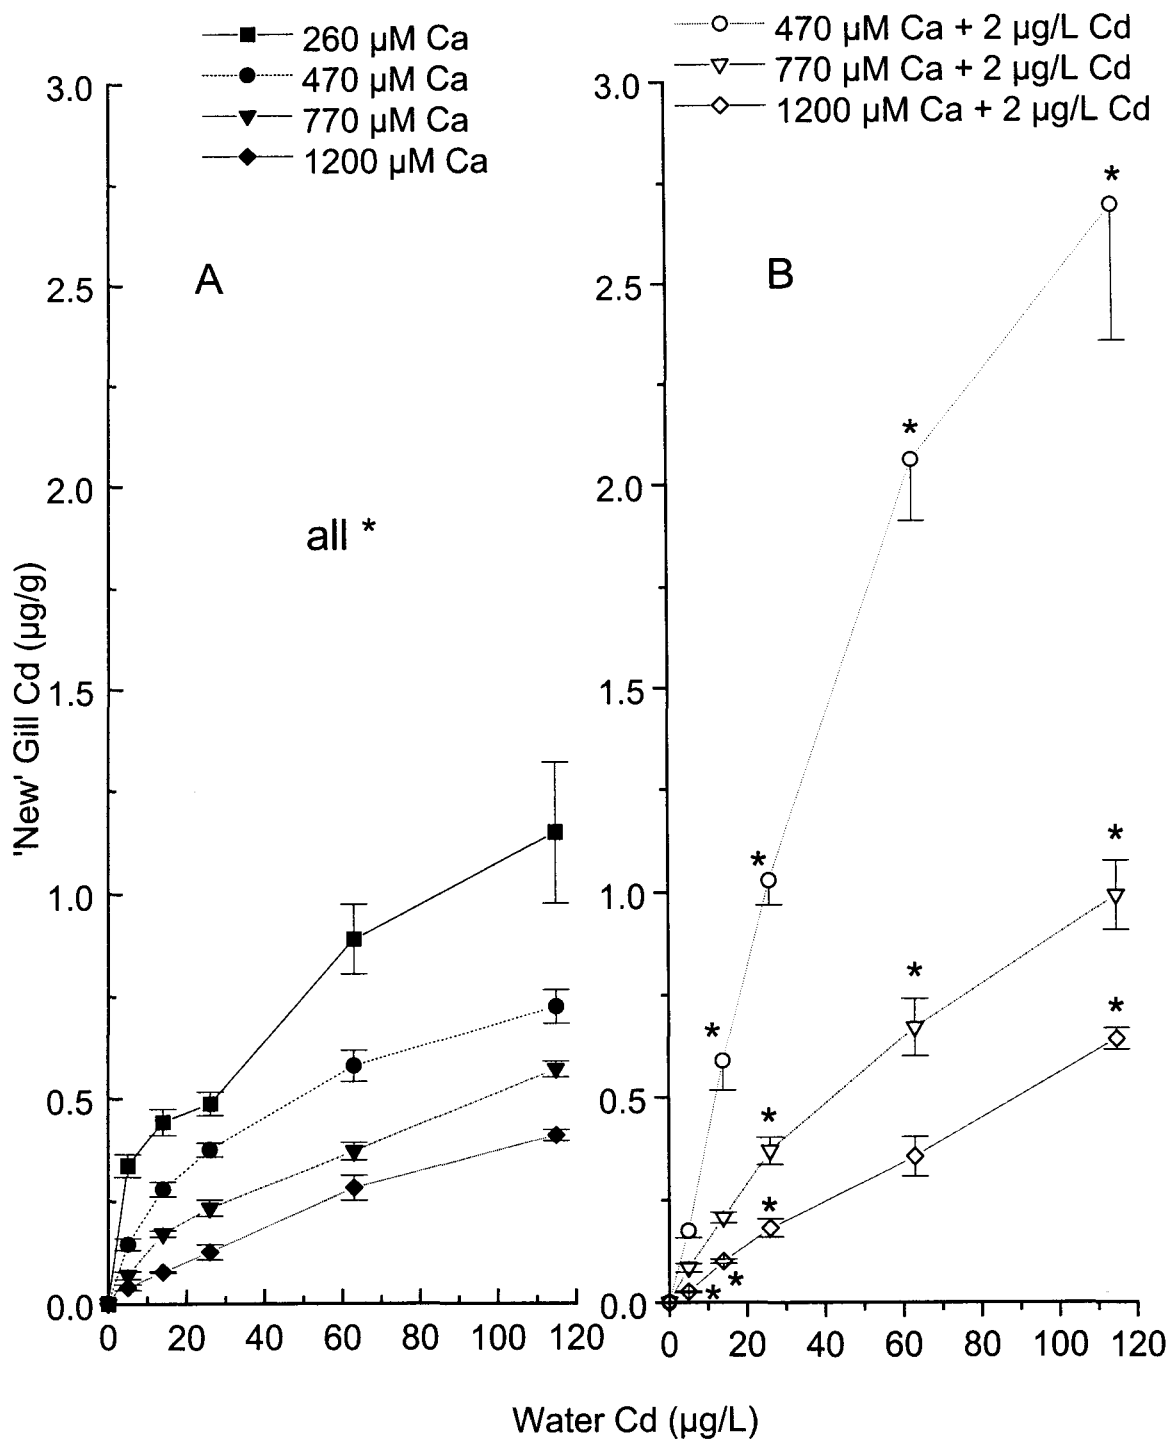 260 µM Ca
470 µM Ca
770 µM Ca
1200 µM Ca
470 µM Ca + 2 µg/L Cd
770 µM Ca + 2 µg/L Cd
1200 µM Ca + 2 µg/L Cd
A
B
all *
'New' Gill Cd (µg/g)
3.0
2.5
2.0
1.5
1.0
0.5
0.0
0 20 40 60 80 100 120
3.0
2.5
2.0
1.5
1.0
0.5
0.0
0 20 40 60 80 100 120
* * * * * * * * * * * *
Water Cd (µg/L)